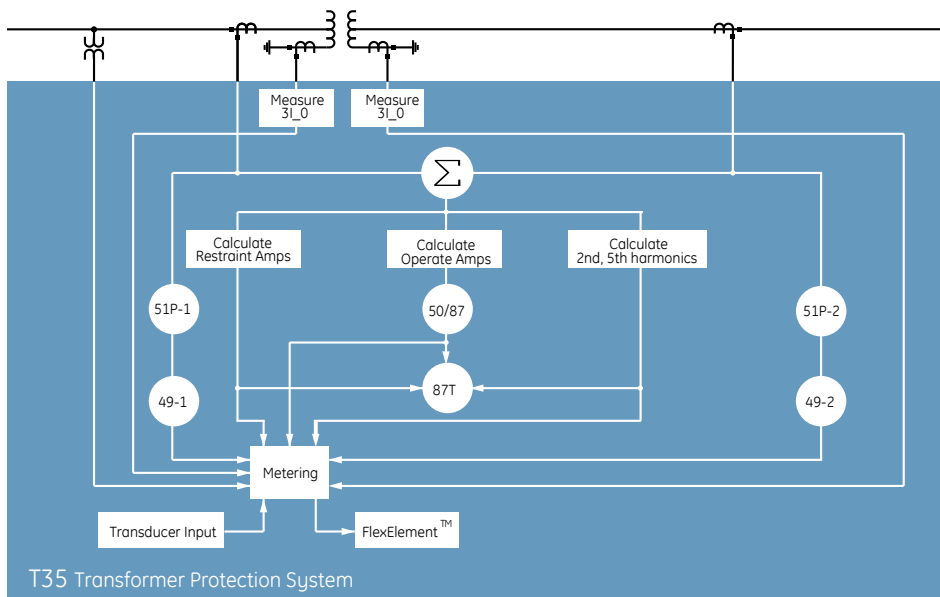 Measure
3I_0
Measure
3I_0
Σ
Calculate
Restraint Amps
Calculate
Operate Amps
Calculate
2nd, 5th harmonics
51P-1
50/87
51P-2
49-1
87T
49-2
Metering
Transducer Input
FlexElement™
T35 Transformer Protection System